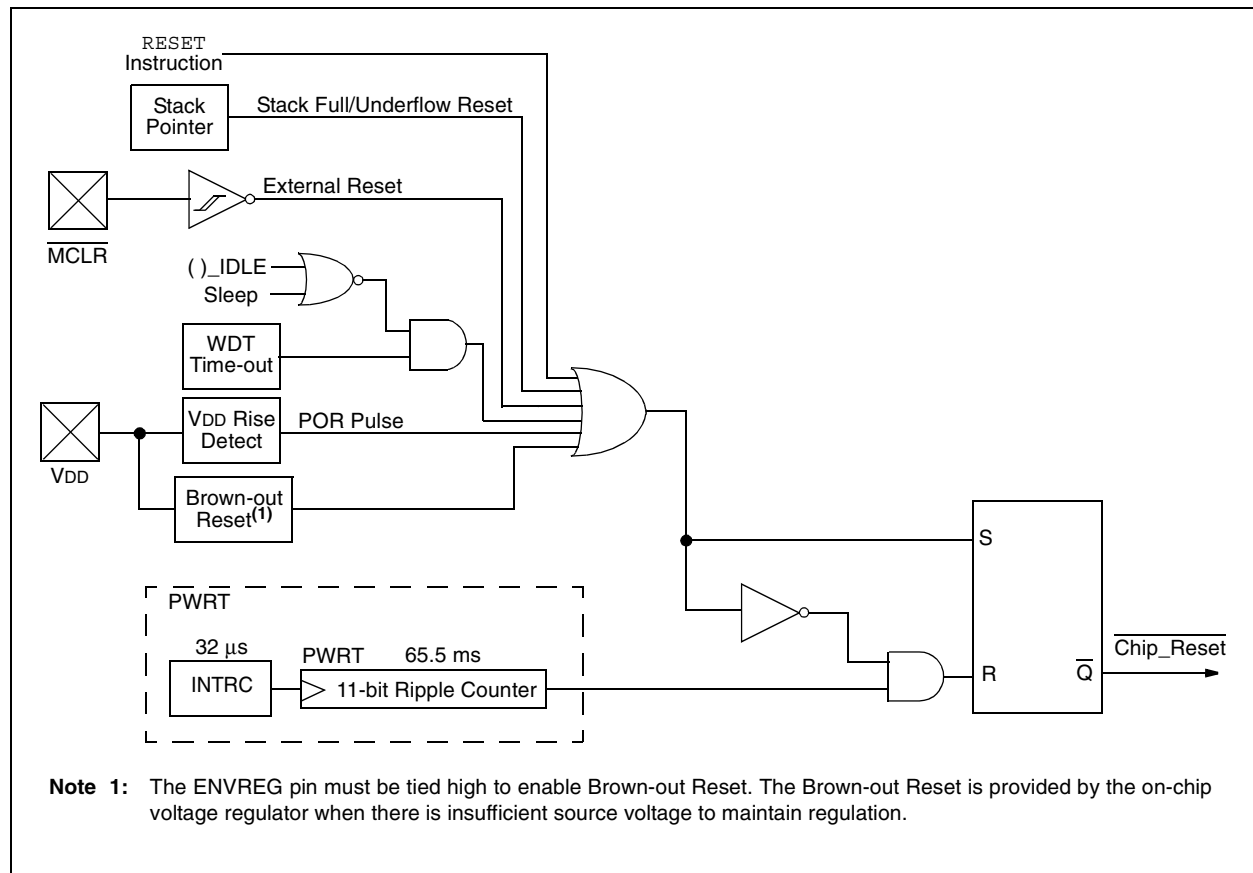 RESET
Instruction
Stack
Pointer
Stack Full/Underflow Reset
External Reset
MCLR
( )_IDLE
Sleep
WDT
Time-out
VDD Rise
Detect
POR Pulse
VDD
Brown-out
Reset(1)
S
PWRT
32 μs
PWRT
65.5 ms
INTRC
11-bit Ripple Counter
R
Q
Chip_Reset
Note 1: The ENVREG pin must be tied high to enable Brown-out Reset. The Brown-out Reset is provided by the on-chip
voltage regulator when there is insufficient source voltage to maintain regulation.